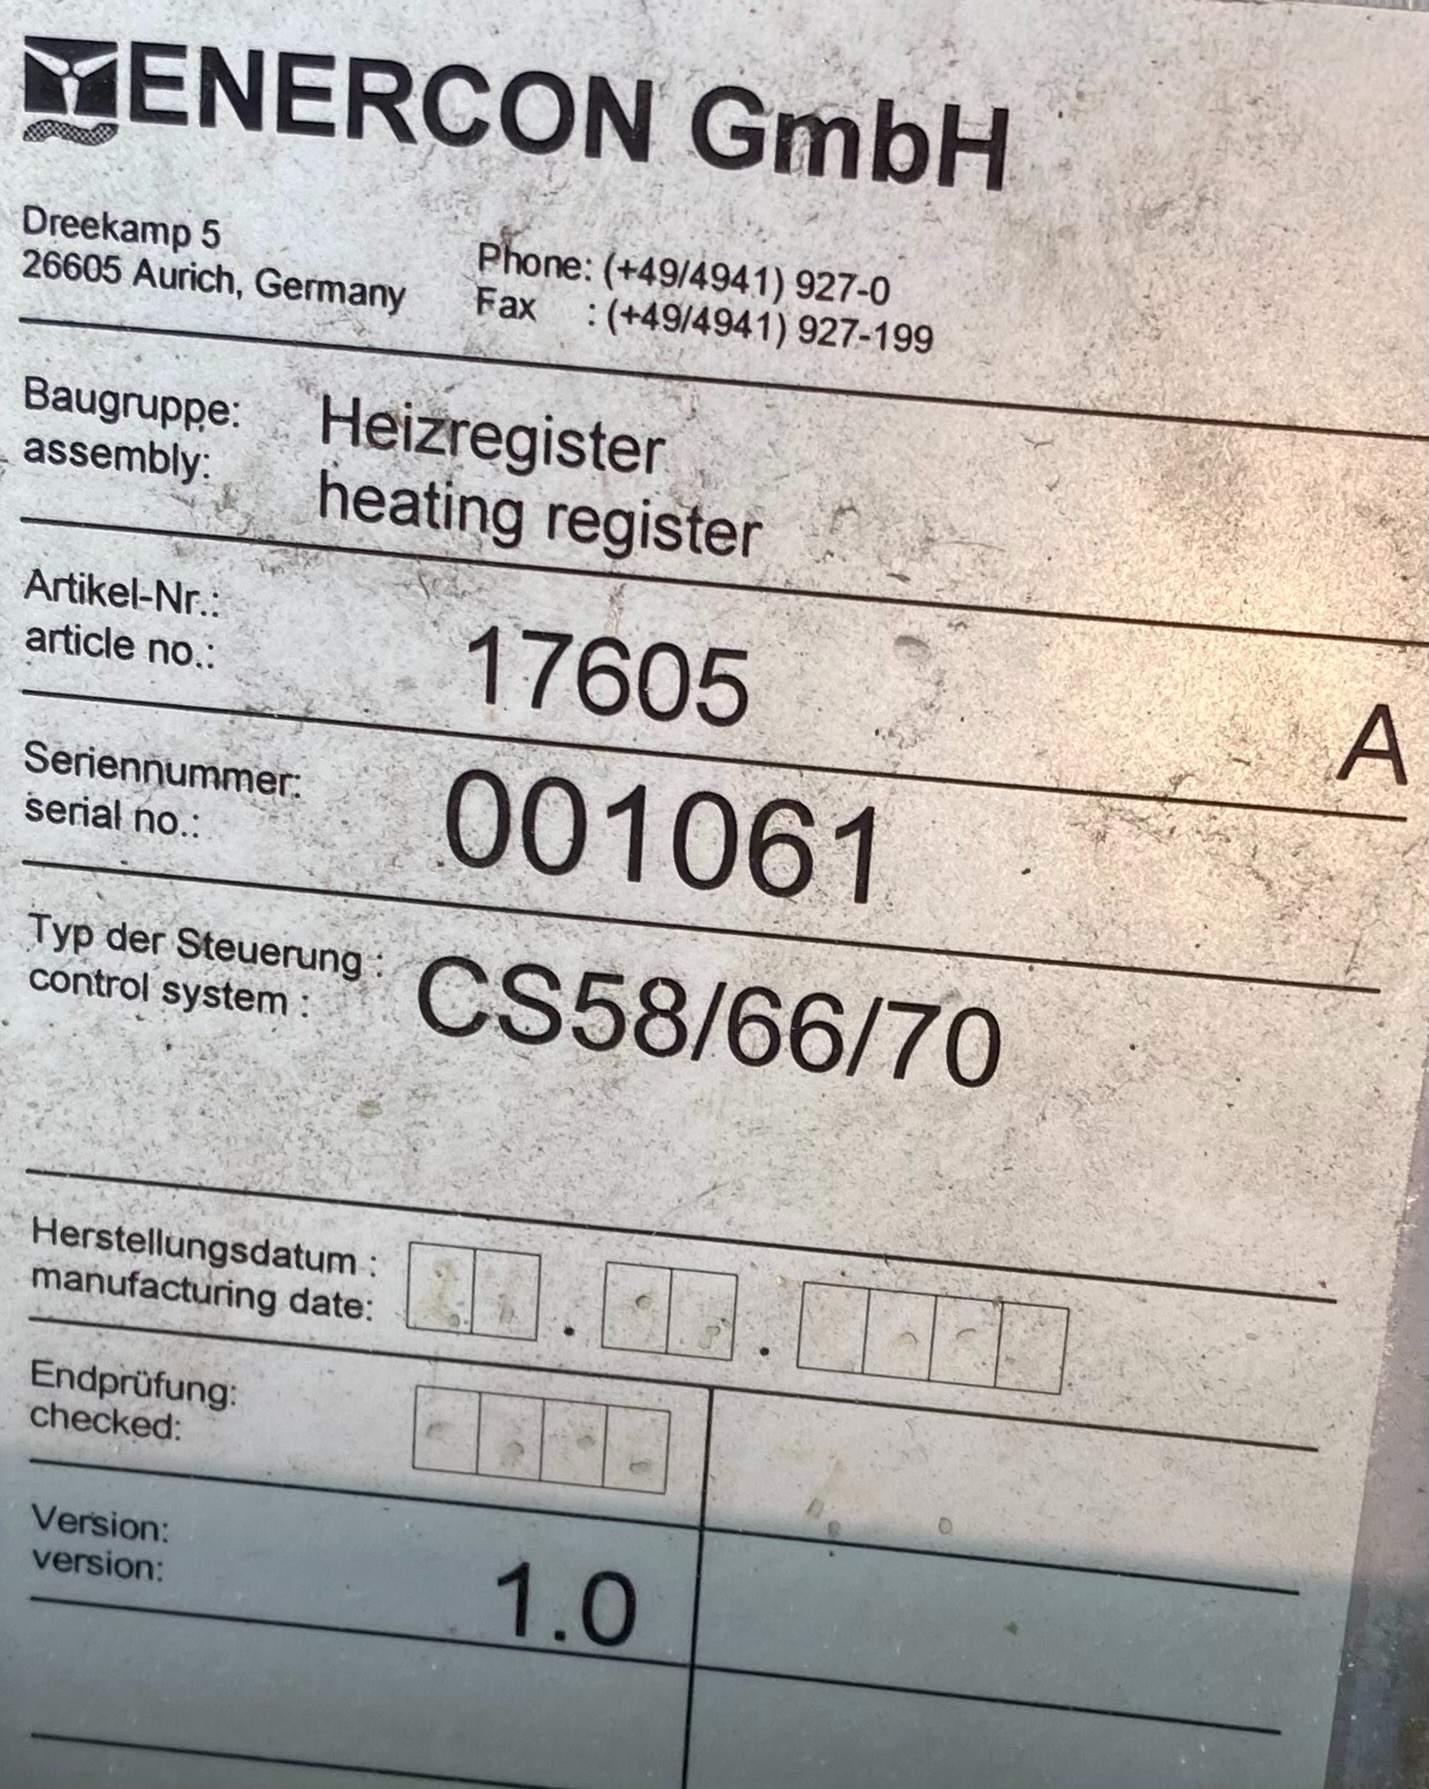 ENERCON GmbH
Dreekamp 5
26605 Aurich, Germany
Phone: (+49/4941) 927-0
Fax : (+49/4941) 927-199
Baugruppe: Heizregister
assembly: heating register
Artikel-Nr.:
article no.: 17605 A
Seriennummer:
serial no.: 001061
Typ der Steuerung :
control system : CS58/66/70
Herstellungsdatum :
manufacturing date: . .
Endprüfung:
checked:
Version:
version: 1.0